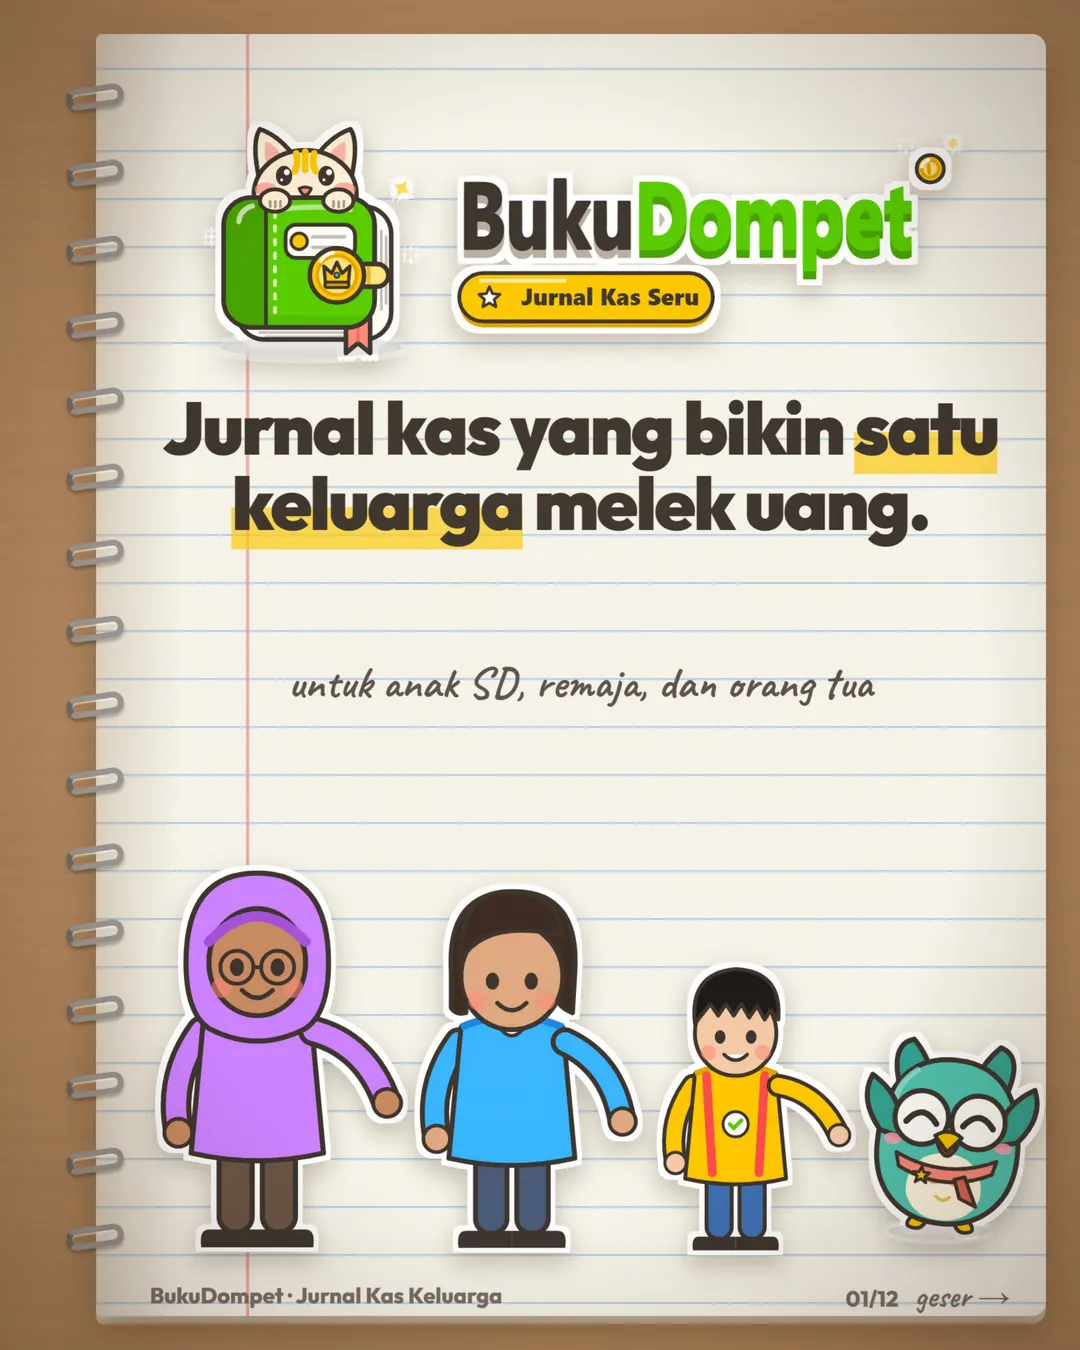 BukuDompet
Jurnal Kas Seru
Jurnal kas yang bikin satu
keluarga melek uang.
untuk anak SD, remaja, dan orang tua
BukuDompet · Jurnal Kas Keluarga
01/12 geser →